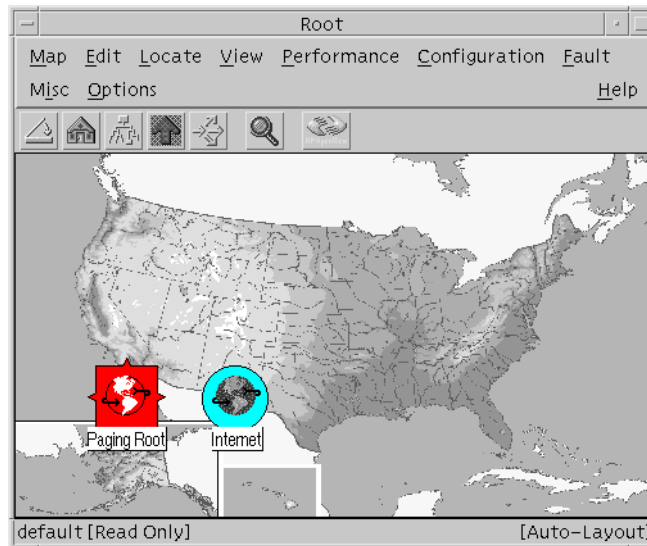 Root
Map Edit Locate View Performance Configuration Fault
Misc Options Help
Paging Root Internet
default [Read Only] [Auto-Layout]